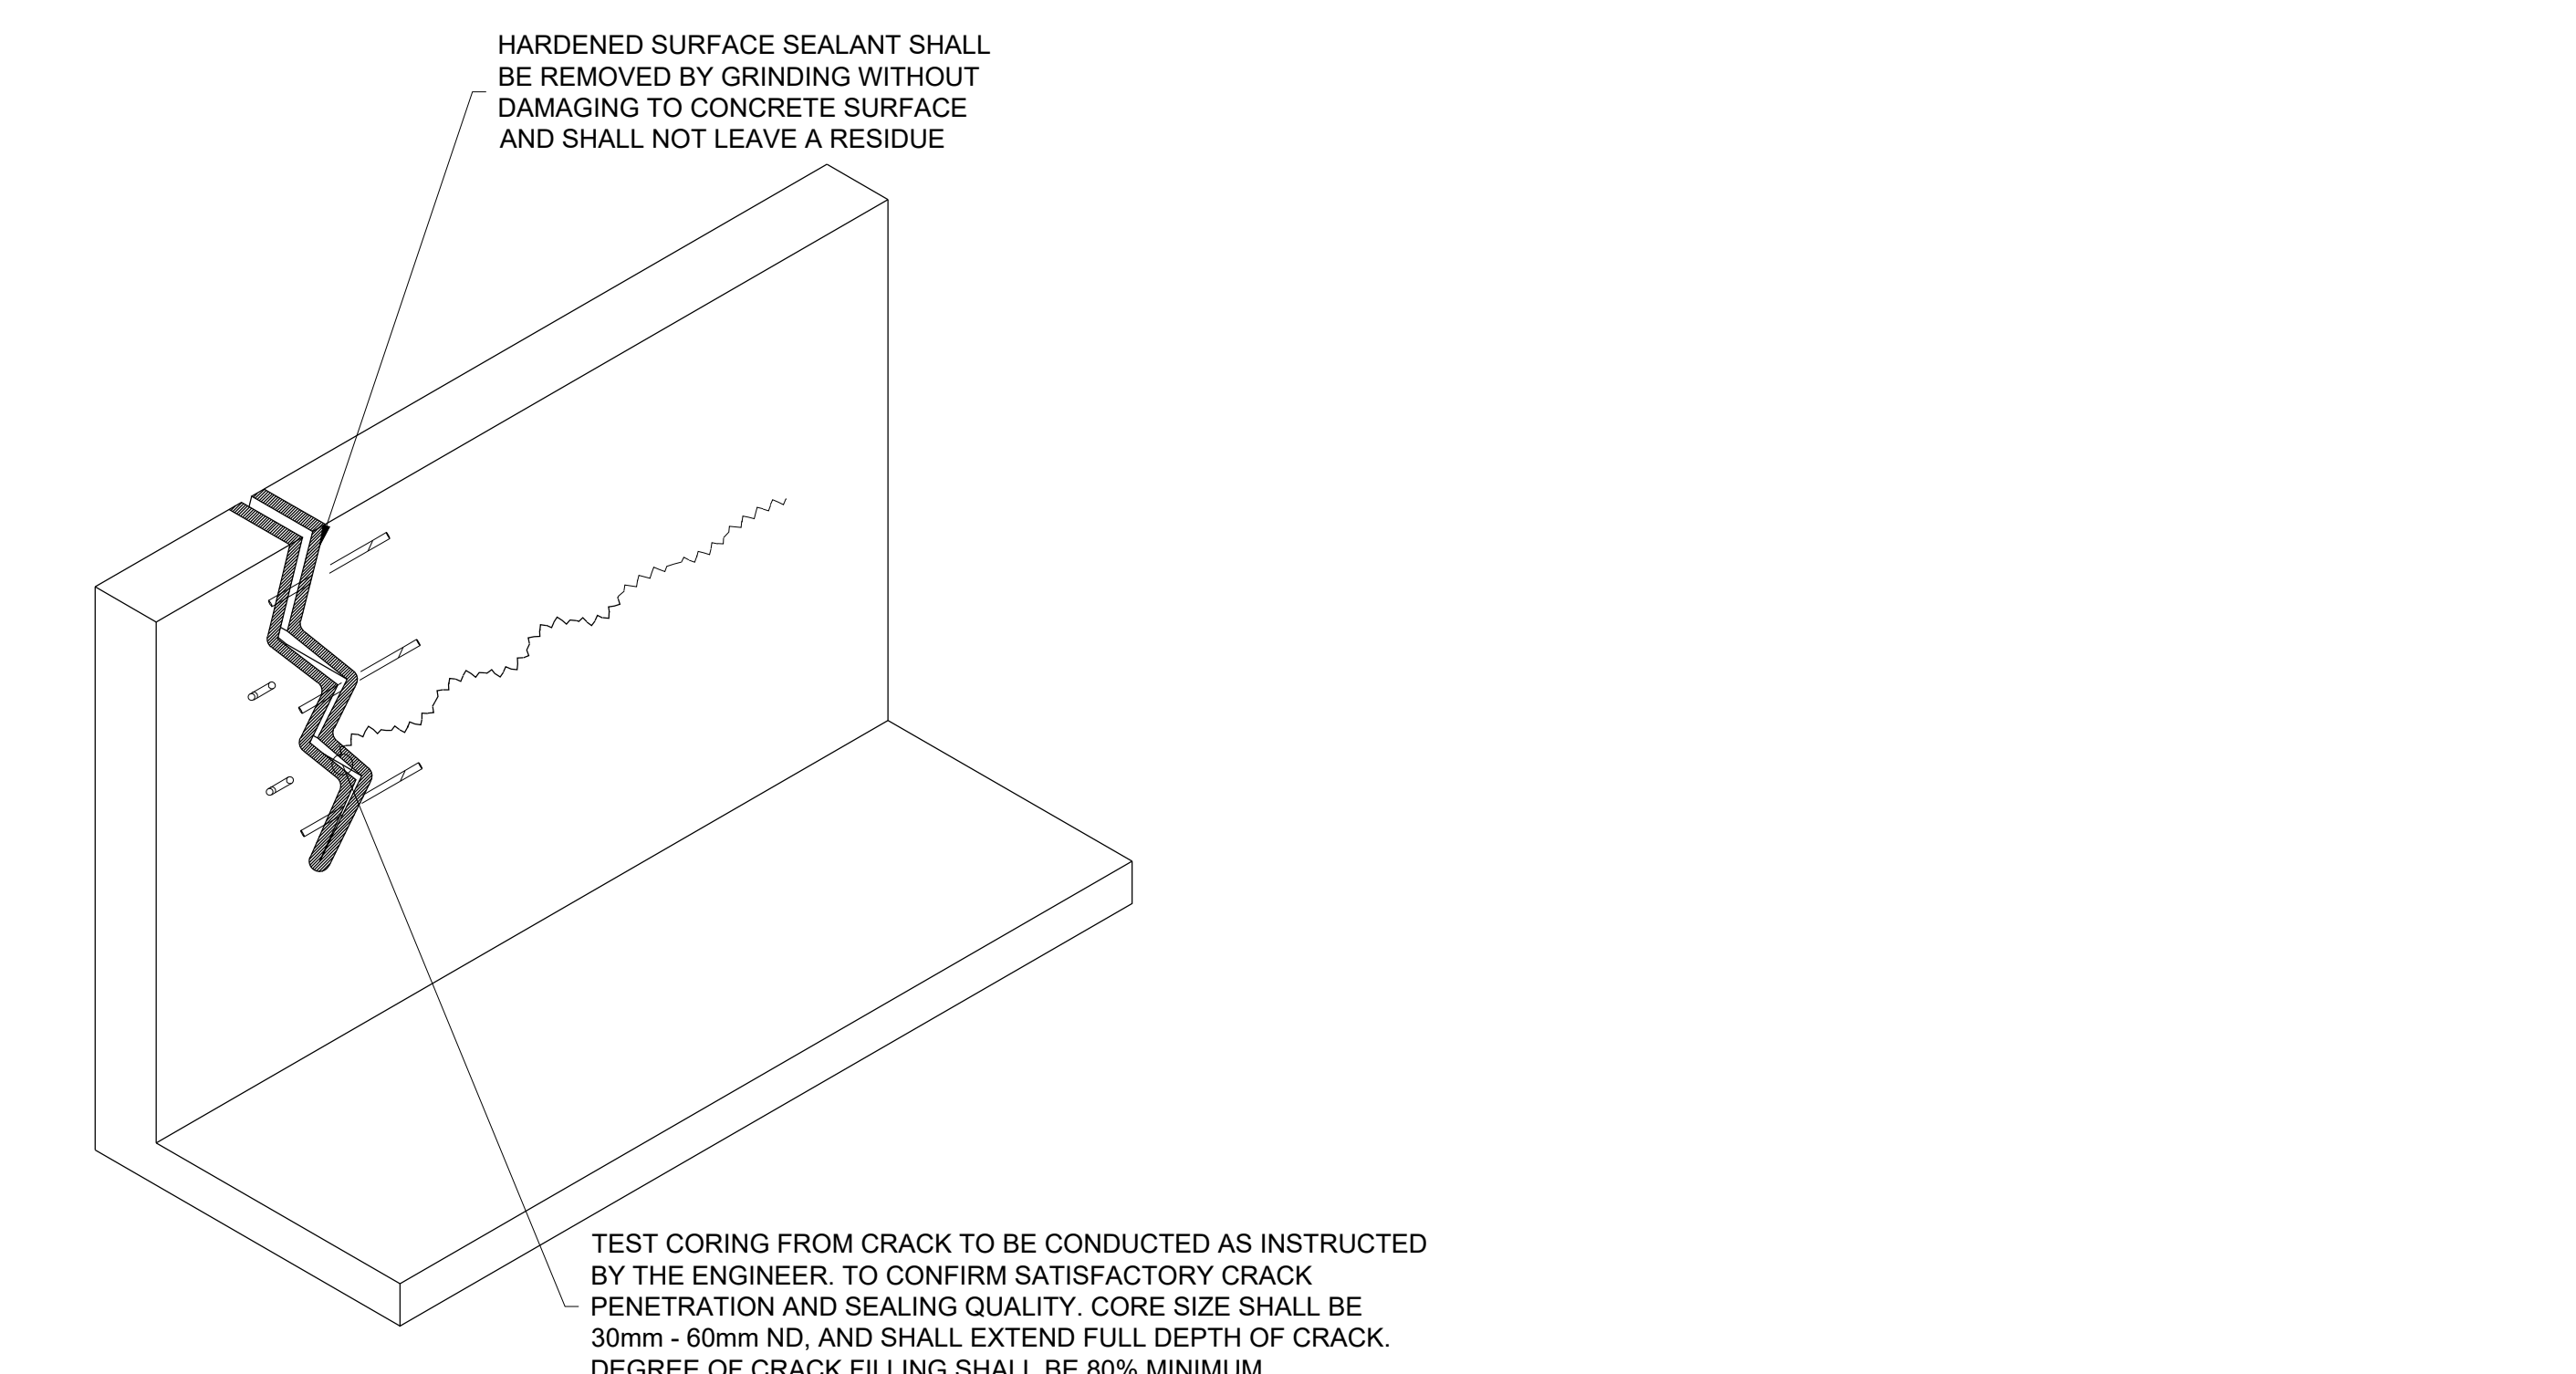 HARDENED SURFACE SEALANT SHALL
BE REMOVED BY GRINDING WITHOUT
DAMAGING TO CONCRETE SURFACE
AND SHALL NOT LEAVE A RESIDUE
TEST CORING FROM CRACK TO BE CONDUCTED AS INSTRUCTED
BY THE ENGINEER. TO CONFIRM SATISFACTORY CRACK
PENETRATION AND SEALING QUALITY. CORE SIZE SHALL BE
30mm - 60mm ND, AND SHALL EXTEND FULL DEPTH OF CRACK.
DEGREE OF CRACK FILLING SHALL BE 80% MINIMUM